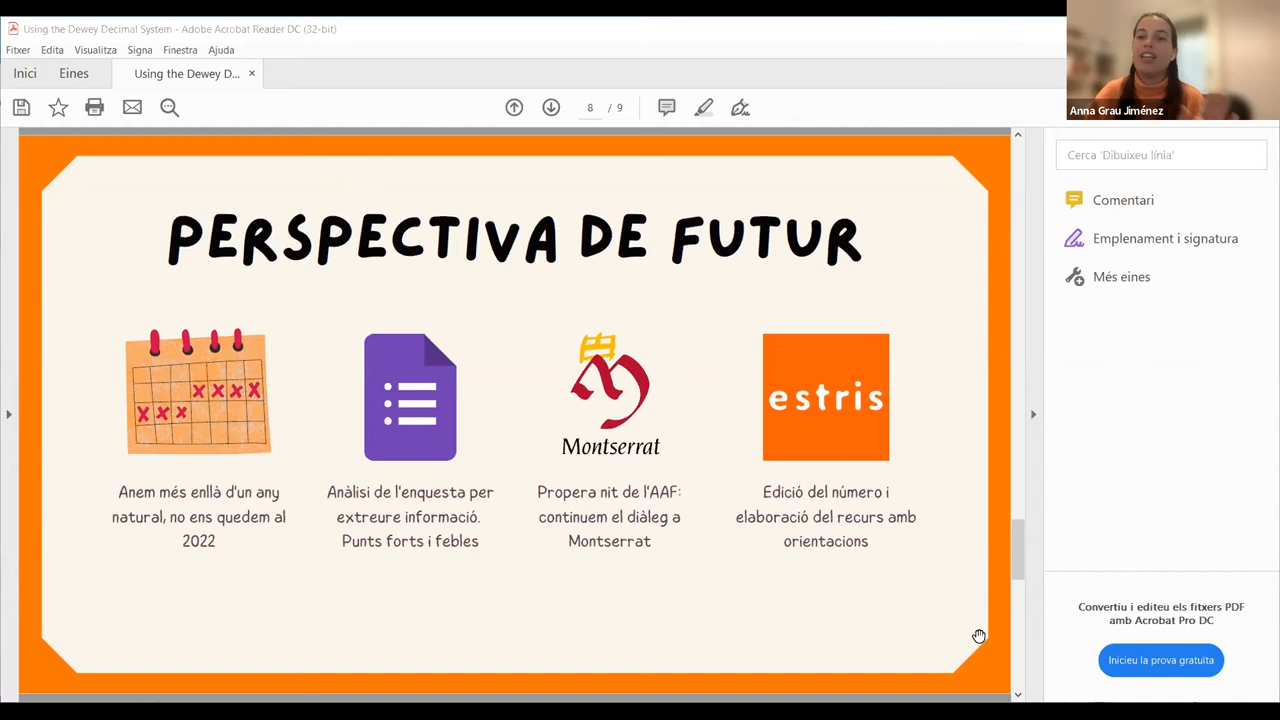 Using the Dewey Decimal System - Adobe Acrobat Reader DC (32-bit)
Fitxer Edita Visualitza Signa Finestra Ajuda
Inici Eines Using the Dewey D... ×
8 / 9
Anna Grau Jiménez
Cerca 'Dibuixeu línia'
Comentari
Emplenament i signatura
Més eines
Convertiu i editeu els fitxers PDF
amb Acrobat Pro DC
Inicieu la prova gratuïta
PERSPECTIVA DE FUTUR
Anem més enllà d'un any
natural, no ens quedem al
2022
Anàlisi de l'enquesta per
extreure informació.
Punts forts i febles
Montserrat
Propera nit de l'AAF:
continuem el diàleg a
Montserrat
estris
Edició del número i
elaboració del recurs amb
orientacions